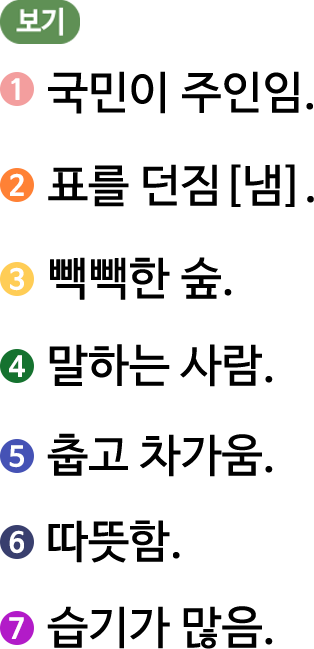 보기
1 국민이 주인임.
2 표를 던짐[냄].
3 빽빽한 숲.
4 말하는 사람.
5 춥고 차가움.
6 따뜻함.
7 습기가 많음.